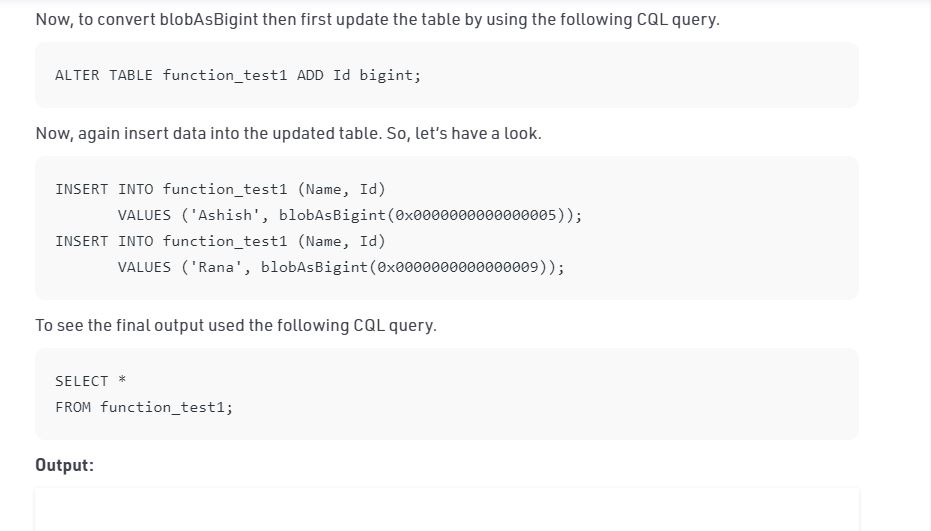 Now, to convert blobAsBigint then first update the table by using the following CQL query.
ALTER TABLE function_test1 ADD Id bigint;
Now, again insert data into the updated table. So, let's have a look.
INSERT INTO function_test1 (Name, Id)
VALUES ('Ashish', blobAsBigint(0x0000000000000005));
INSERT INTO function_test1 (Name, Id)
VALUES ('Rana', blobAsBigint(0x0000000000000009));
To see the final output used the following CQL query.
SELECT *
FROM function_test1;
Output: